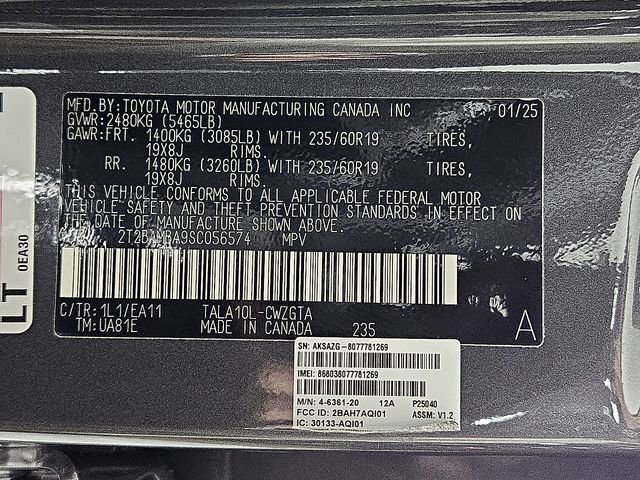 MFD.BY:TOYOTA MOTOR MANUFACTURING CANADA INC 01/25
GVWR:2480KG (5465LB)
GAWR:FRT. 1400KG (3085LB) WITH 235/60R19 TIRES,
19X8J RIMS.
RR. 1480KG (3260LB) WITH 235/60R19 TIRES,
19X8J RIMS.
THIS VEHICLE CONFORMS TO ALL APPLICABLE FEDERAL MOTOR
VEHICLE SAFETY AND THEFT PREVENTION STANDARDS IN EFFECT ON
THE DATE OF MANUFACTURE SHOWN ABOVE.
MPV
C/TR:1L1/EA11 TALA10L-CWZGTA
TM:UA81E MADE IN CANADA 235 A
SN: AKSAZG-8077781269
IMEI: 868038077781269
M/N: 4-6361-20 12A P25040
FCC ID: 2BAH7AQI01 ASSM: V1.2
IC: 30133-AQI01
LT 0EA30